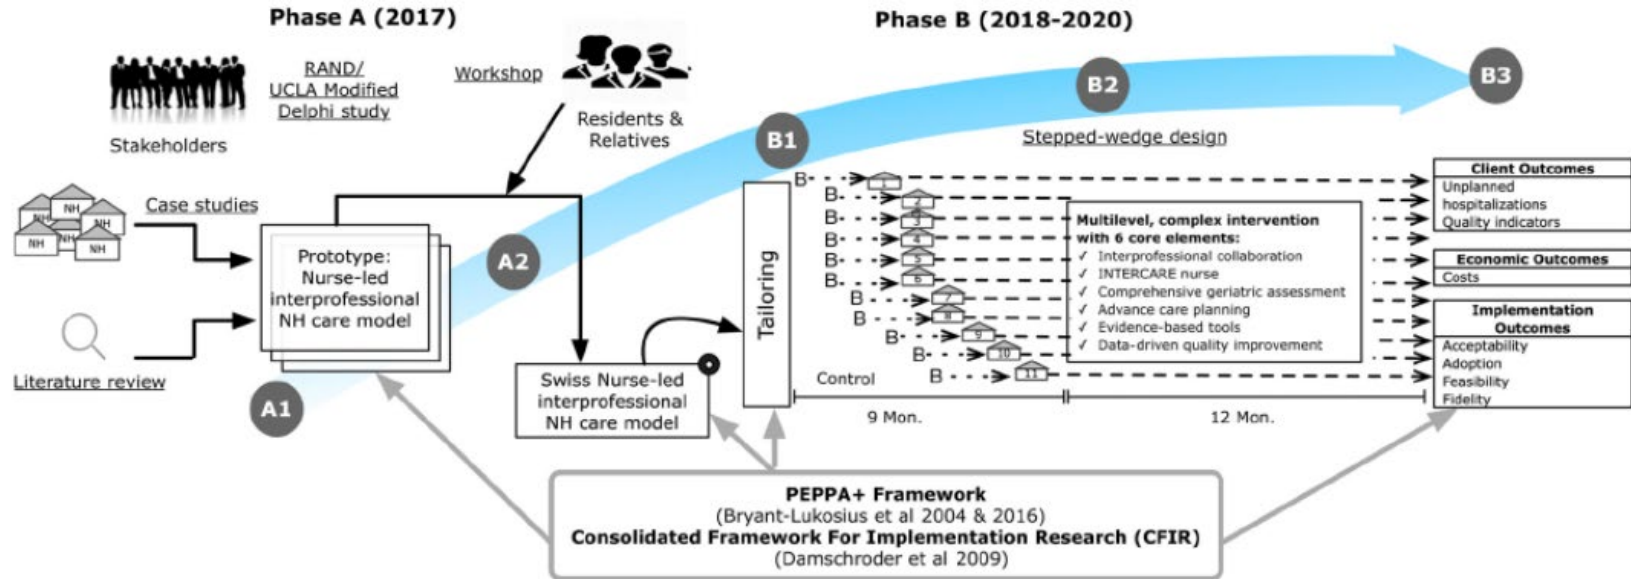 Phase A (2017)
Phase B (2018-2020)
RAND/
UCLA Modified
Delphi study
Workshop
Stakeholders
Residents &
Relatives
B1
B2
B3
Stepped-wedge design
NH
NH
NH
NH
NH
NH
Case studies
Literature review
Prototype:
Nurse-led
interprofessional
NH care model
A1
A2
Swiss Nurse-led
interprofessional
NH care model
Tailoring
B
1
B
2
B
3
B
4
B
5
B
6
B
7
B
8
B
9
B
10
B
11
Control
9 Mon.
12 Mon.
Multilevel, complex intervention
with 6 core elements:
✓ Interprofessional collaboration
✓ INTERCARE nurse
✓ Comprehensive geriatric assessment
✓ Advance care planning
✓ Evidence-based tools
✓ Data-driven quality improvement
Client Outcomes
Unplanned
hospitalizations
Quality indicators
Economic Outcomes
Costs
Implementation
Outcomes
Acceptability
Adoption
Feasibility
Fidelity
PEPPA+ Framework
(Bryant-Lukosius et al 2004 & 2016)
Consolidated Framework For Implementation Research (CFIR)
(Damschroder et al 2009)